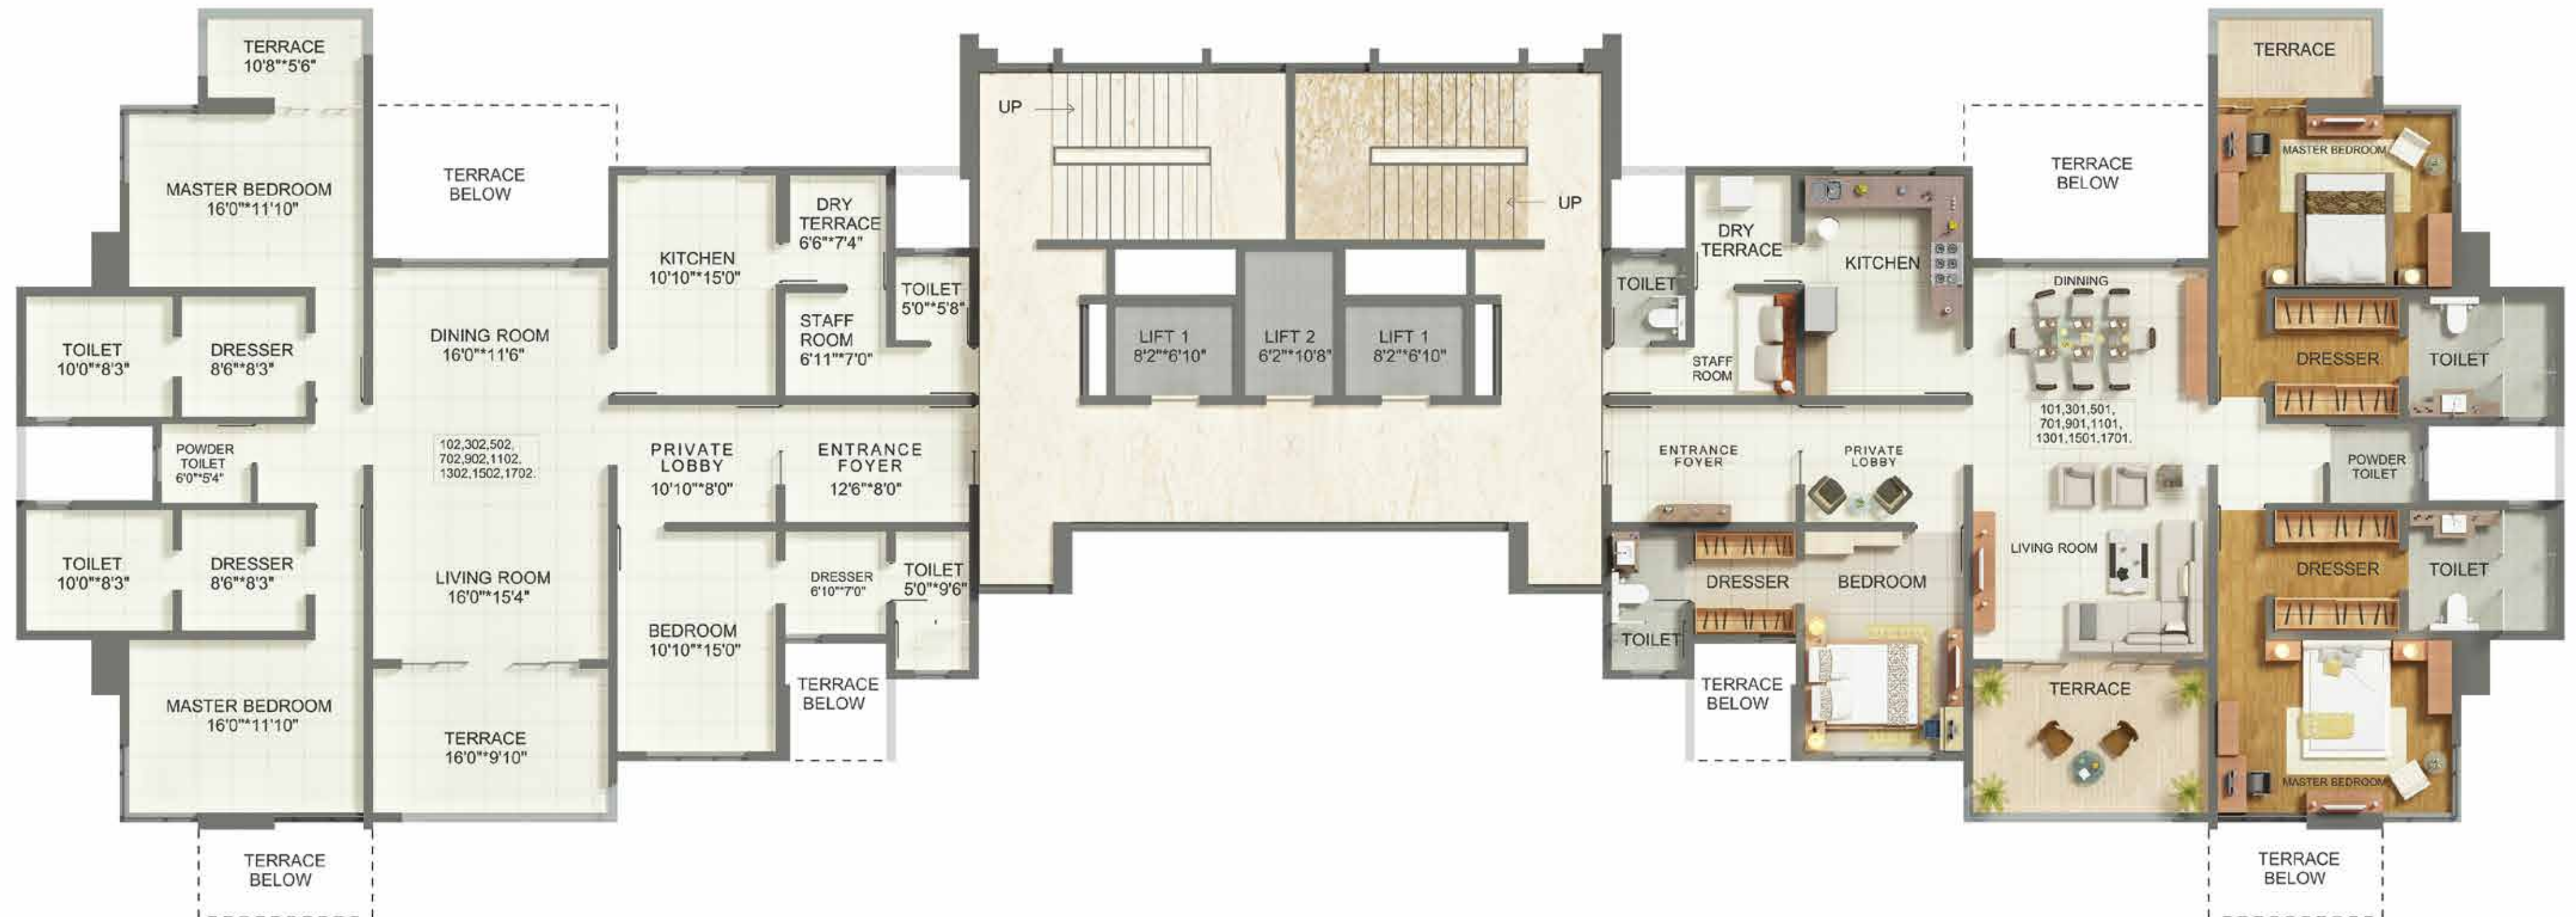 TERRACE
10'8"*5'6"
MASTER BEDROOM
16'0"*11'10"
TERRACE
BELOW
KITCHEN
10'10"*15'0"
DRY
TERRACE
6'6"*7'4"
STAFF
ROOM
6'11"*7'0"
TOILET
5'0"*5'8"
TOILET
10'0"*8'3"
DRESSER
8'6"*8'3"
DINING ROOM
16'0"*11'6"
POWDER
TOILET
6'0"*5'4"
102,302,502,
702,902,1102,
1302,1502,1702.
PRIVATE
LOBBY
10'10"*8'0"
ENTRANCE
FOYER
12'6"*8'0"
TOILET
10'0"*8'3"
DRESSER
8'6"*8'3"
LIVING ROOM
16'0"*15'4"
BEDROOM
10'10"*15'0"
DRESSER
6'10"*7'0"
TOILET
5'0"*9'6"
TERRACE
BELOW
MASTER BEDROOM
16'0"*11'10"
TERRACE
16'0"*9'10"
TERRACE
BELOW
UP
UP
LIFT 1
8'2"*6'10"
LIFT 2
6'2"*10'8"
LIFT 1
8'2"*6'10"
TOILET
DRY
TERRACE
KITCHEN
STAFF
ROOM
TERRACE
BELOW
TERRACE
MASTER BEDROOM
DINNING
DRESSER
TOILET
101,301,501,
701,901,1101,
1301,1501,1701.
ENTRANCE
FOYER
PRIVATE
LOBBY
POWDER
TOILET
LIVING ROOM
DRESSER
TOILET
DRESSER
BEDROOM
TOILET
TERRACE
BELOW
TERRACE
MASTER BEDROOM
TERRACE
BELOW